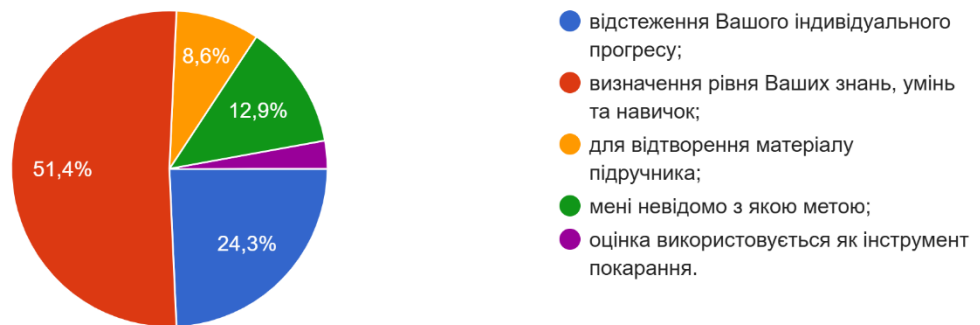 8,6%
12,9%
51,4%
24,3%
відстеження Вашого індивідуального
прогресу;
визначення рівня Ваших знань, умінь
та навичок;
для відтворення матеріалу
підручника;
мені невідомо з якою метою;
оцінка використовується як інструмент
покарання.